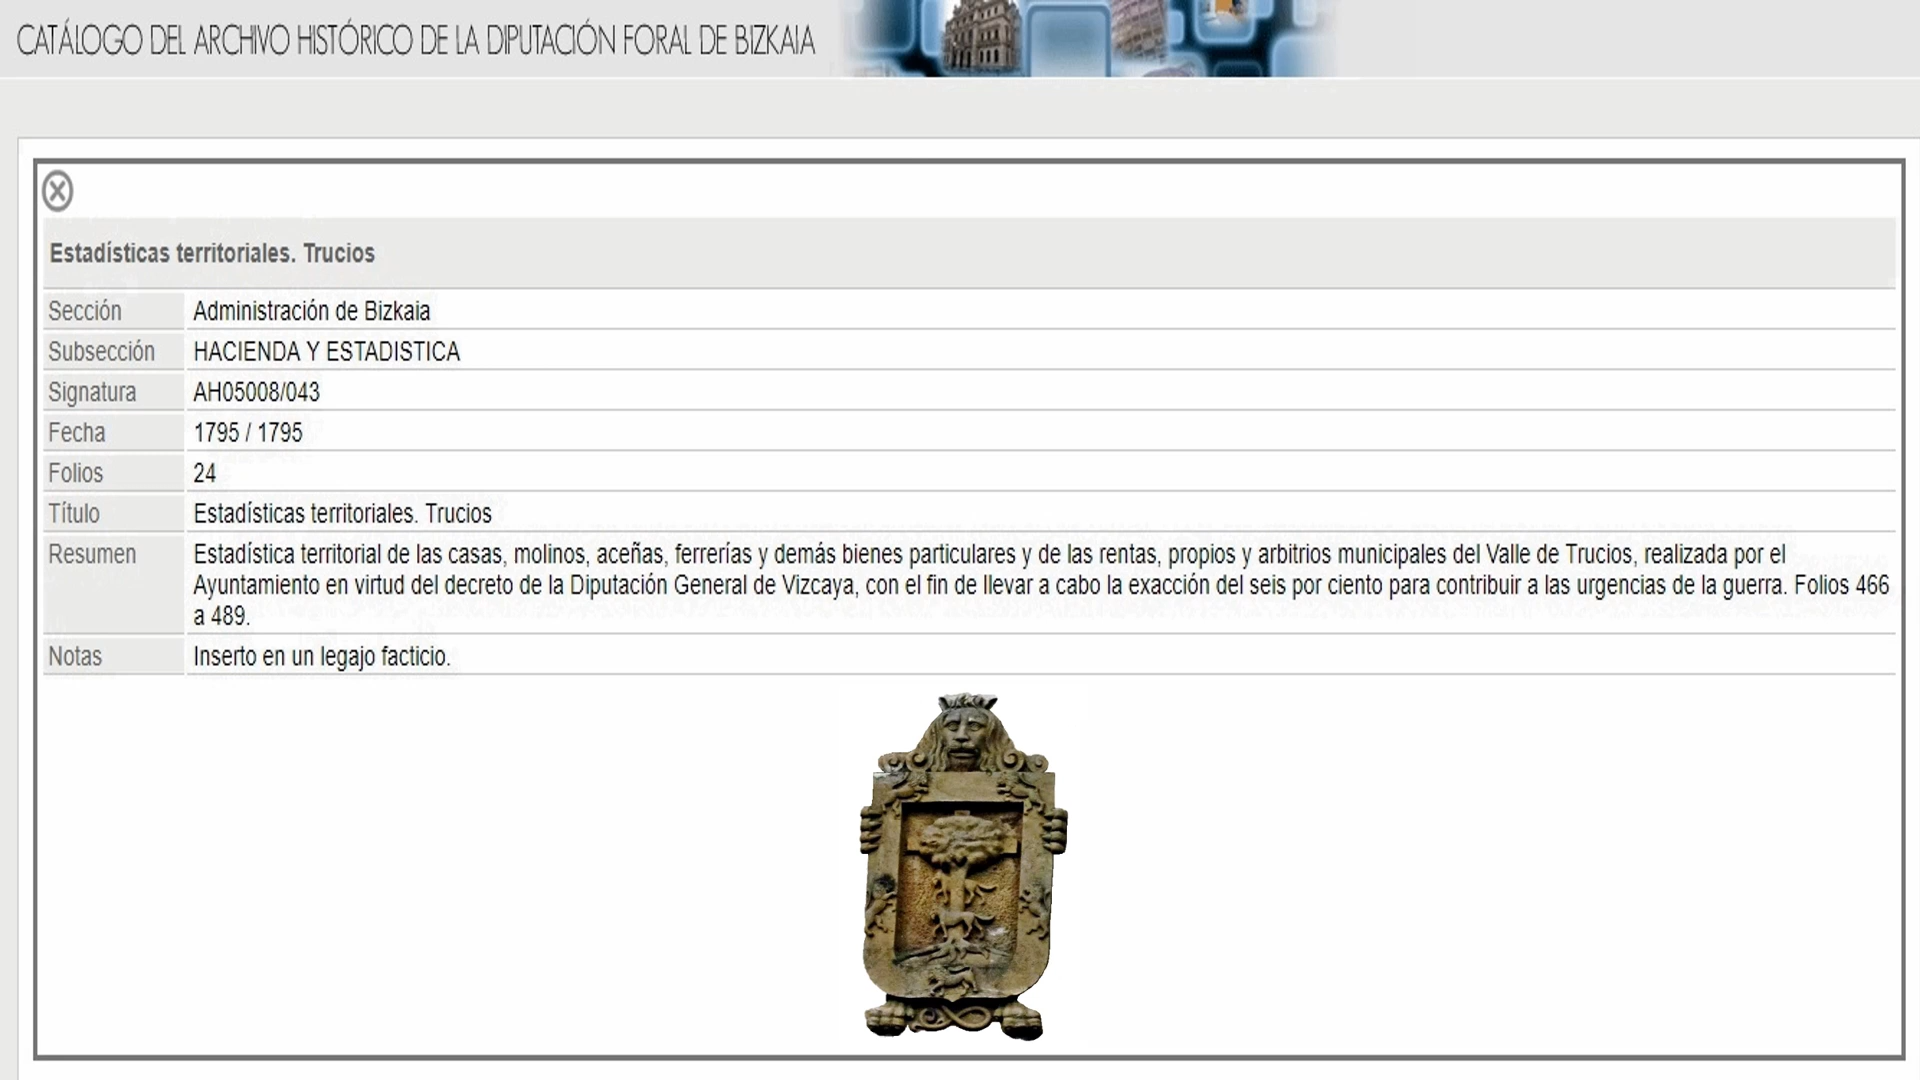 CATÁLOGO DEL ARCHIVO HISTÓRICO DE LA DIPUTACIÓN FORAL DE BIZKAIA
Estadísticas territoriales. Trucios
Sección Administración de Bizkaia
Subsección HACIENDA Y ESTADISTICA
Signatura AH05008/043
Fecha 1795 / 1795
Folios 24
Título Estadísticas territoriales. Trucios
Resumen Estadística territorial de las casas, molinos, aceñas, ferrerías y demás bienes particulares y de las rentas, propios y arbitrios municipales del Valle de Trucios, realizada por el
Ayuntamiento en virtud del decreto de la Diputación General de Vizcaya, con el fin de llevar a cabo la exacción del seis por ciento para contribuir a las urgencias de la guerra. Folios 466
a 489.
Notas Inserto en un legajo facticio.